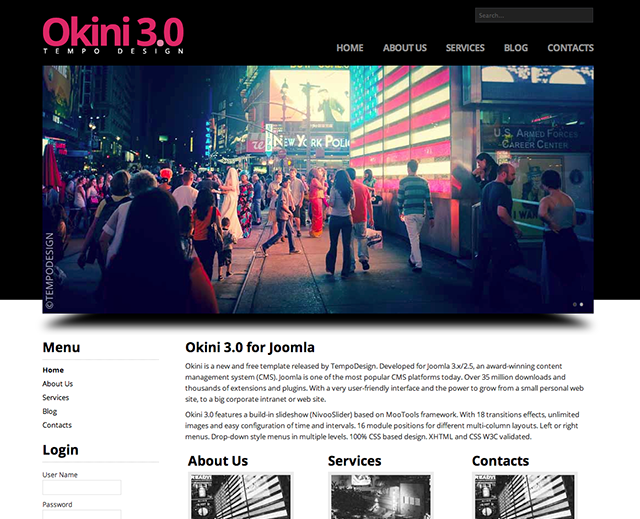 Okini 3.0
TEMPO DESIGN
Search...
HOME
ABOUT US
SERVICES
BLOG
CONTACTS
NEW YORK POLI
U.S. ARMED FORCES
CAREER CENTER
I WANT
©TEMPODESIGN
Menu
Home
About Us
Services
Blog
Contacts
Login
User Name
Password
Okini 3.0 for Joomla
Okini is a new and free template released by TempoDesign. Developed for Joomla 3.x/2.5, an award-winning content
management system (CMS). Joomla is one of the most popular CMS platforms today. Over 35 million downloads and
thousands of extensions and plugins. With a very user-friendly interface and the power to grow from a small personal web
site, to a big corporate intranet or web site.
Okini 3.0 features a build-in slideshow (NivooSlider) based on MooTools framework. With 18 transitions effects, unlimited
images and easy configuration of time and intervals. 16 module positions for different multi-column layouts. Left or right
menus. Drop-down style menus in multiple levels. 100% CSS based design. XHTML and CSS W3C validated.
About Us
Services
Contacts